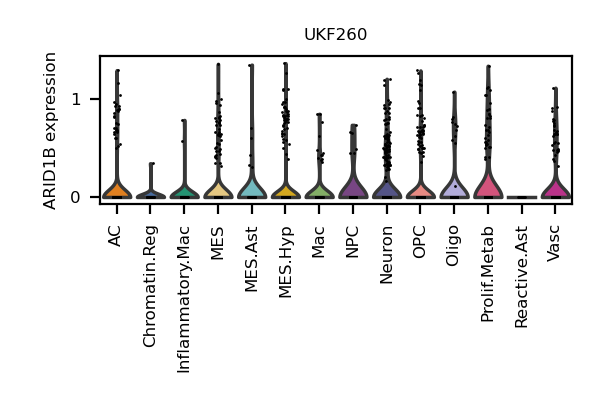 UKF260
ARID1B expression
1
0
AC
Chromatin.Reg
Inflammatory.Mac
MES
MES.Ast
MES.Hyp
Mac
NPC
Neuron
OPC
Oligo
Prolif.Metab
Reactive.Ast
Vasc